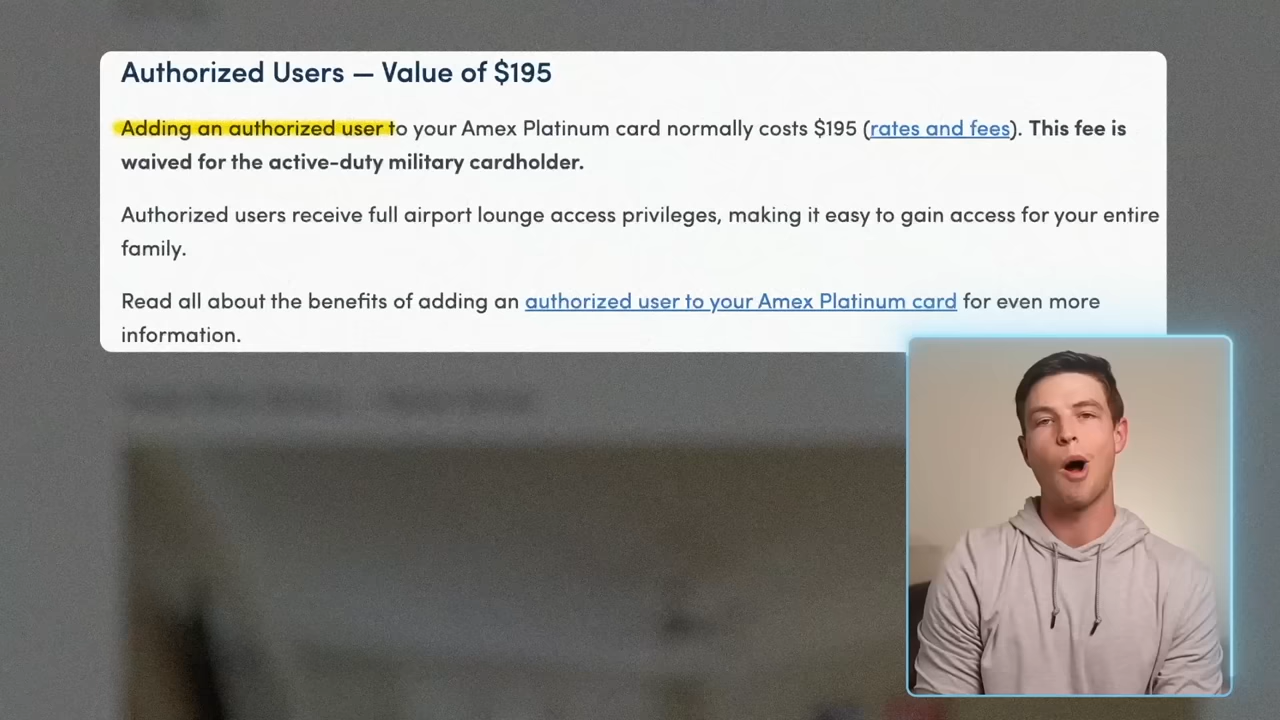 Authorized Users — Value of $195
Adding an authorized user to your Amex Platinum card normally costs $195 (rates and fees). This fee is
waived for the active-duty military cardholder.
Authorized users receive full airport lounge access privileges, making it easy to gain access for your entire
family.
Read all about the benefits of adding an authorized user to your Amex Platinum card for even more
information.